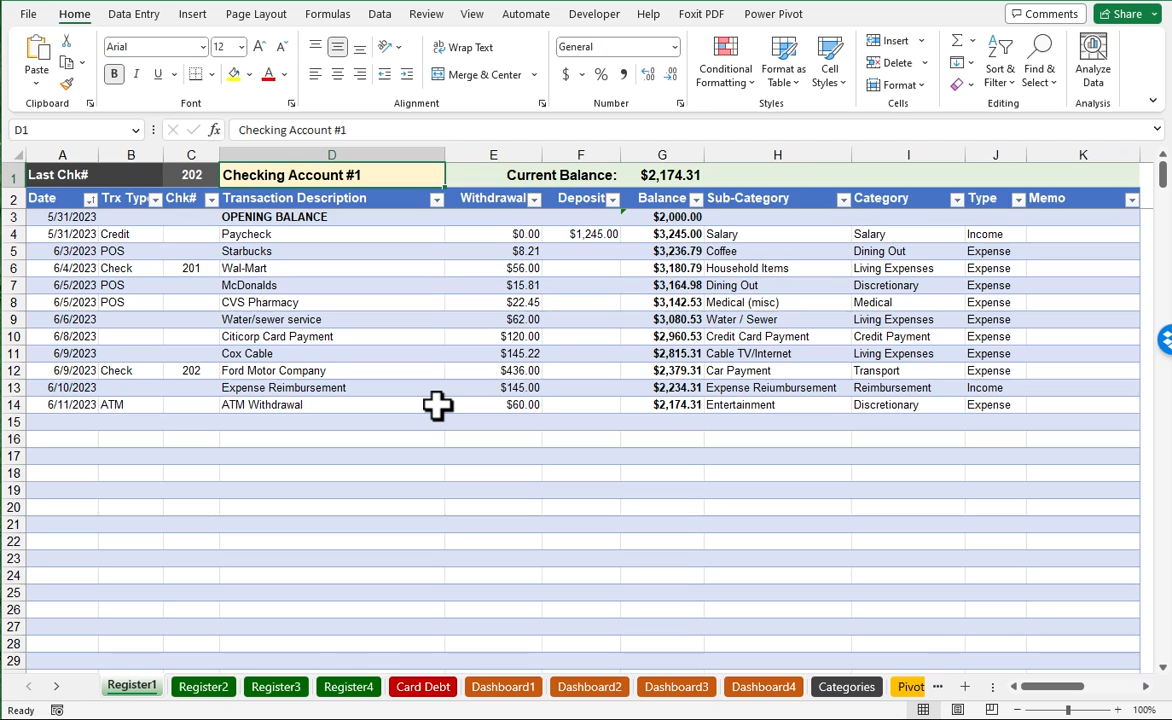 File Home Data Entry Insert Page Layout Formulas Data Review View Automate Developer Help Foxit PDF Power Pivot Comments Share
Paste Arial 12 A A Wrap Text General Insert Σ
B I U A Merge & Center $ % Conditional Formatting Format as Table Cell Styles Delete Format Sort & Filter Find & Select Analyze Data
Clipboard Font Alignment Number Styles Cells Editing Analysis
D1 fx Checking Account #1
A B C D E F G H I J K
1 Last Chk# 202 Checking Account #1 Current Balance: $2,174.31
2 Date Trx Typ Chk# Transaction Description Withdrawal Deposit Balance Sub-Category Category Type Memo
3 5/31/2023 OPENING BALANCE $2,000.00
4 5/31/2023 Credit Paycheck $0.00 $1,245.00 $3,245.00 Salary Salary Income
5 6/3/2023 POS Starbucks $8.21 $3,236.79 Coffee Dining Out Expense
6 6/4/2023 Check 201 Wal-Mart $56.00 $3,180.79 Household Items Living Expenses Expense
7 6/5/2023 POS McDonalds $15.81 $3,164.98 Dining Out Discretionary Expense
8 6/5/2023 POS CVS Pharmacy $22.45 $3,142.53 Medical (misc) Medical Expense
9 6/6/2023 Water/sewer service $62.00 $3,080.53 Water / Sewer Living Expenses Expense
10 6/8/2023 Citicorp Card Payment $120.00 $2,960.53 Credit Card Payment Credit Payment Expense
11 6/9/2023 Cox Cable $145.22 $2,815.31 Cable TV/Internet Living Expenses Expense
12 6/9/2023 Check 202 Ford Motor Company $436.00 $2,379.31 Car Payment Transport Expense
13 6/10/2023 Expense Reimbursement $145.00 $2,234.31 Expense Reiumbursement Reimbursement Income
14 6/11/2023 ATM ATM Withdrawal $60.00 $2,174.31 Entertainment Discretionary Expense
15
16
17
18
19
20
21
22
23
24
25
26
27
28
29
Register1 Register2 Register3 Register4 Card Debt Dashboard1 Dashboard2 Dashboard3 Dashboard4 Categories Pivot
Ready 100%